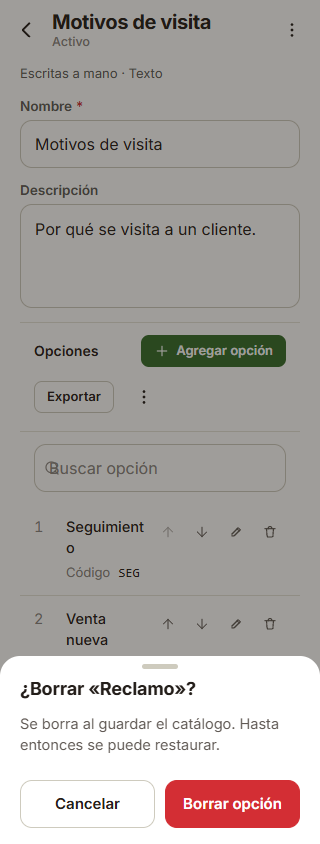 Motivos de visita
Activo
Escritas a mano · Texto
Nombre *
Motivos de visita
Descripción
Por qué se visita a un cliente.
Opciones
+ Agregar opción
Exportar
Buscar opción
1 Seguimient
o
Código SEG
2 Venta
nueva
¿Borrar «Reclamo»?
Se borra al guardar el catálogo. Hasta
entonces se puede restaurar.
Cancelar Borrar opción